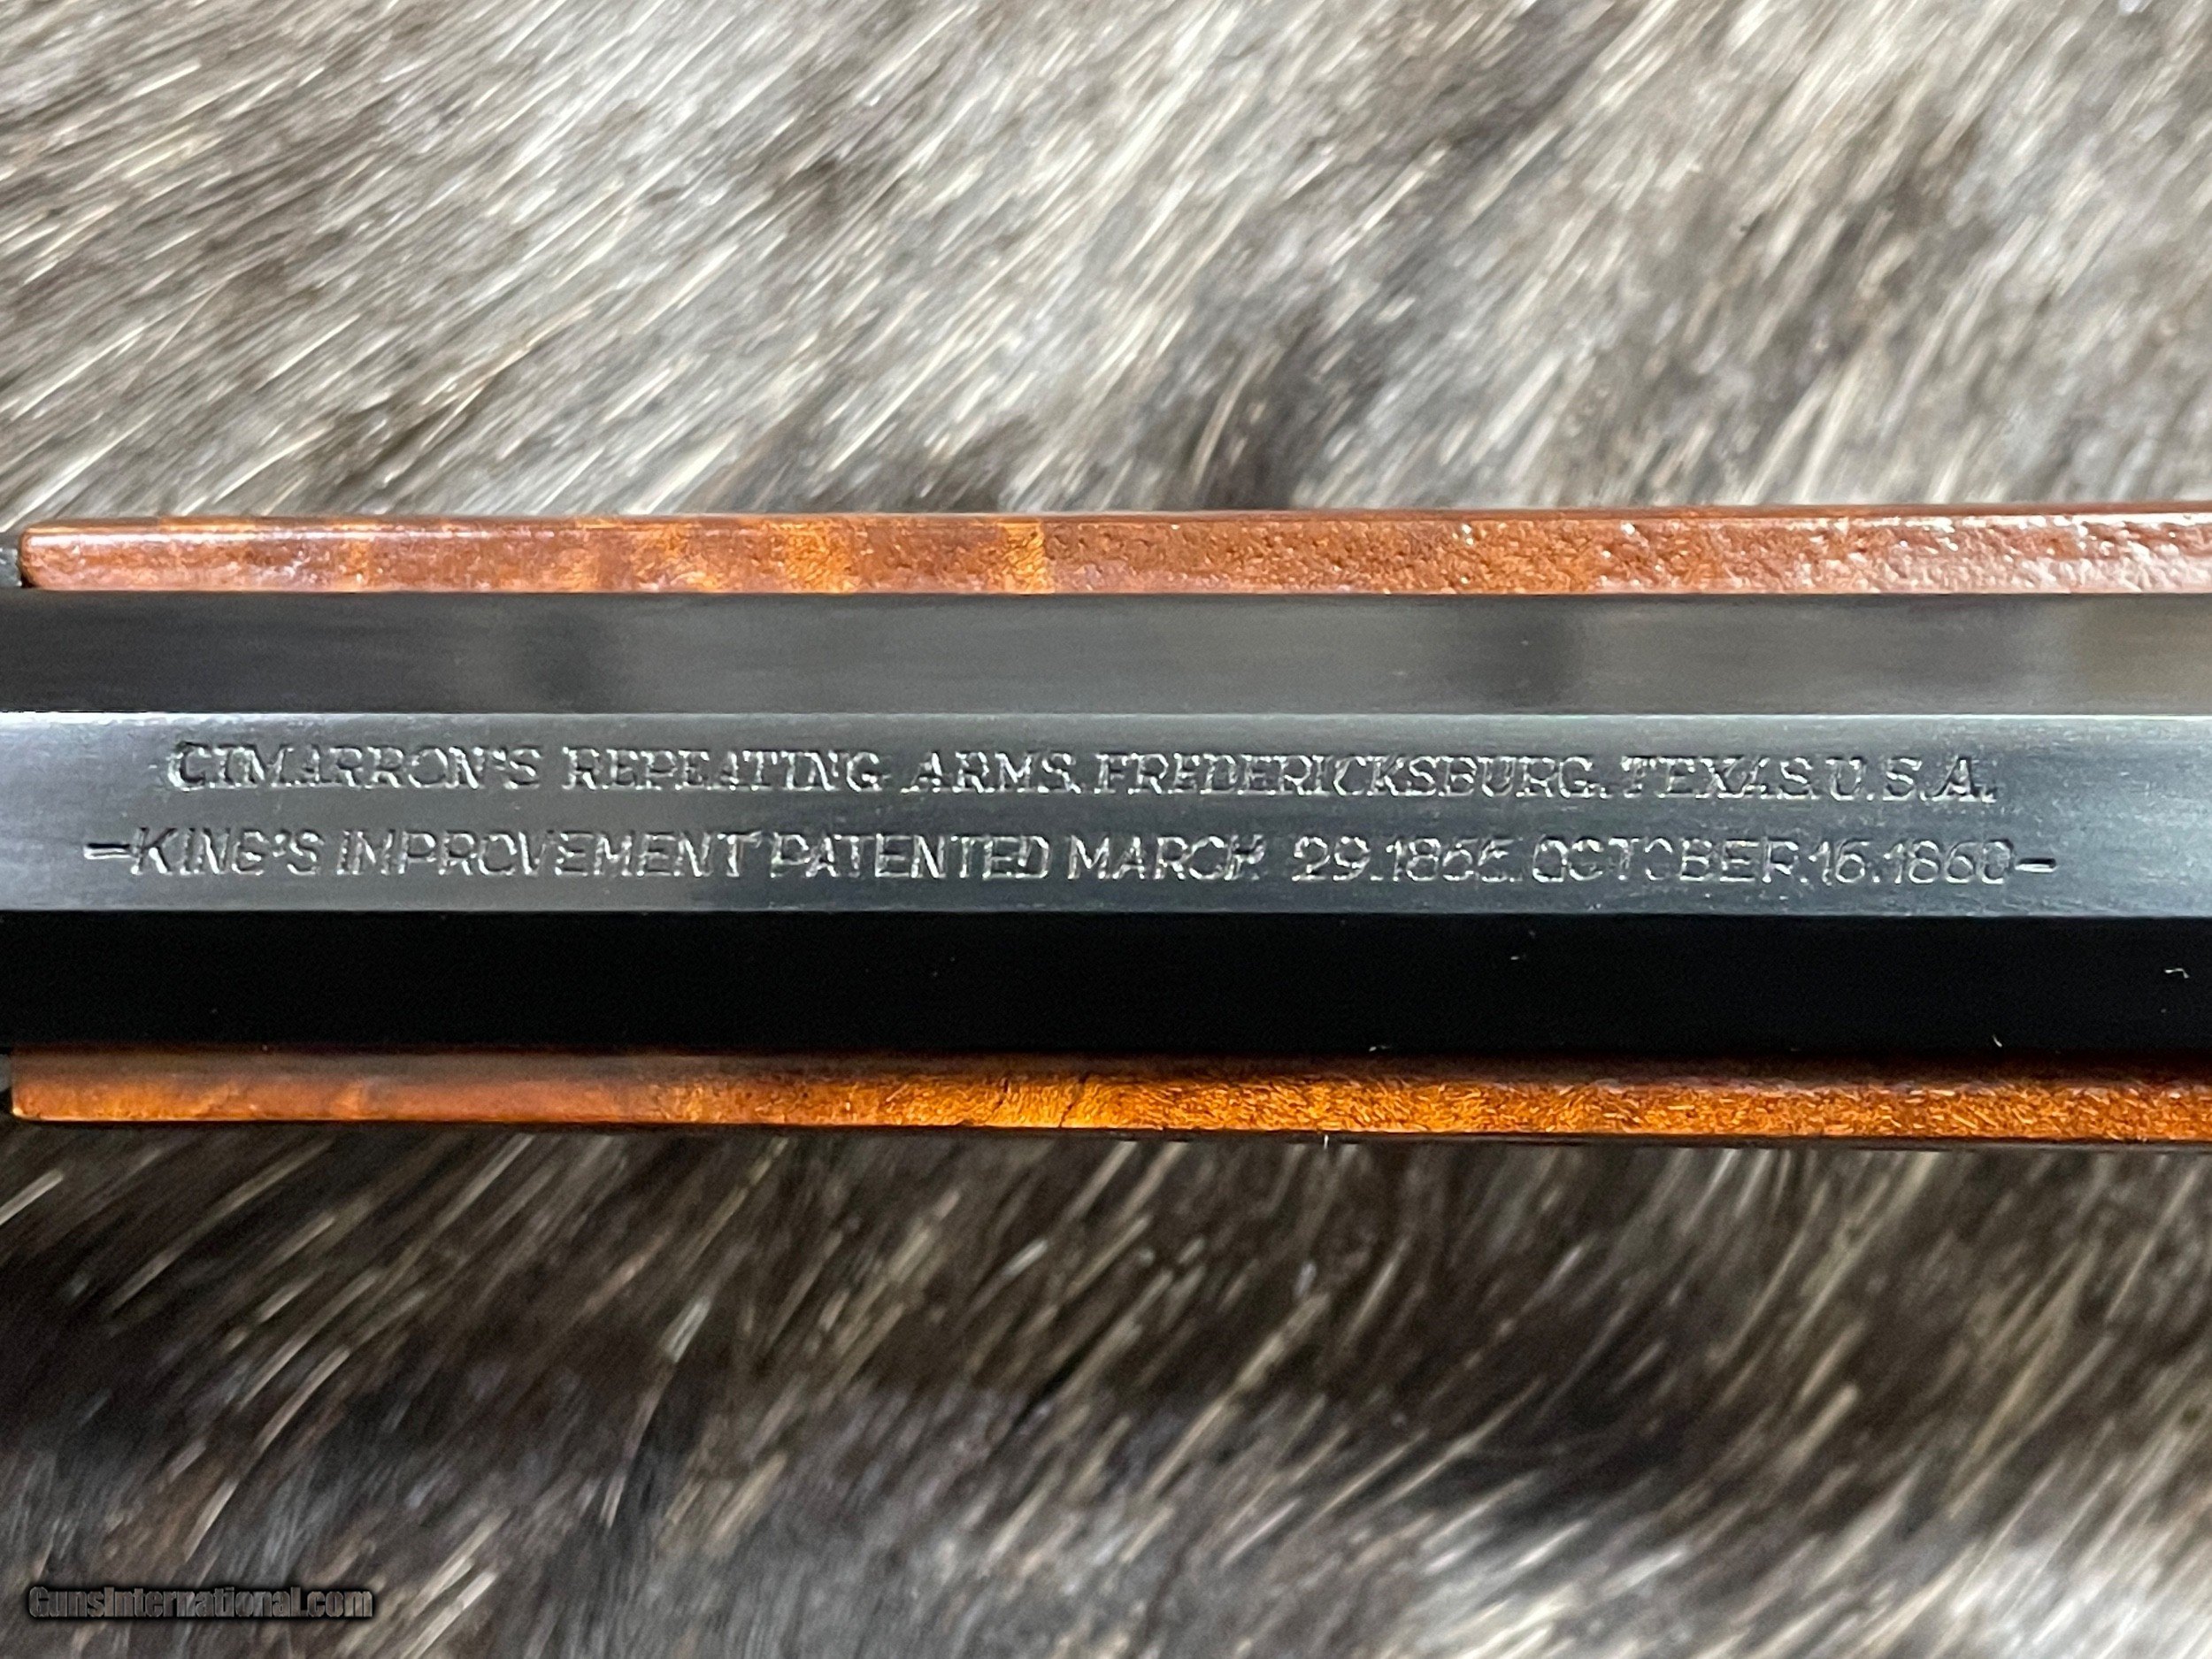 CIMARRON'S REPEATING ARMS. FREDERICKSBURG. TEXAS. U.S.A.
-KING'S IMPROVEMENT PATENTED MARCH 29.1866. OCTOBER.16.1860-
GunsInternational.com